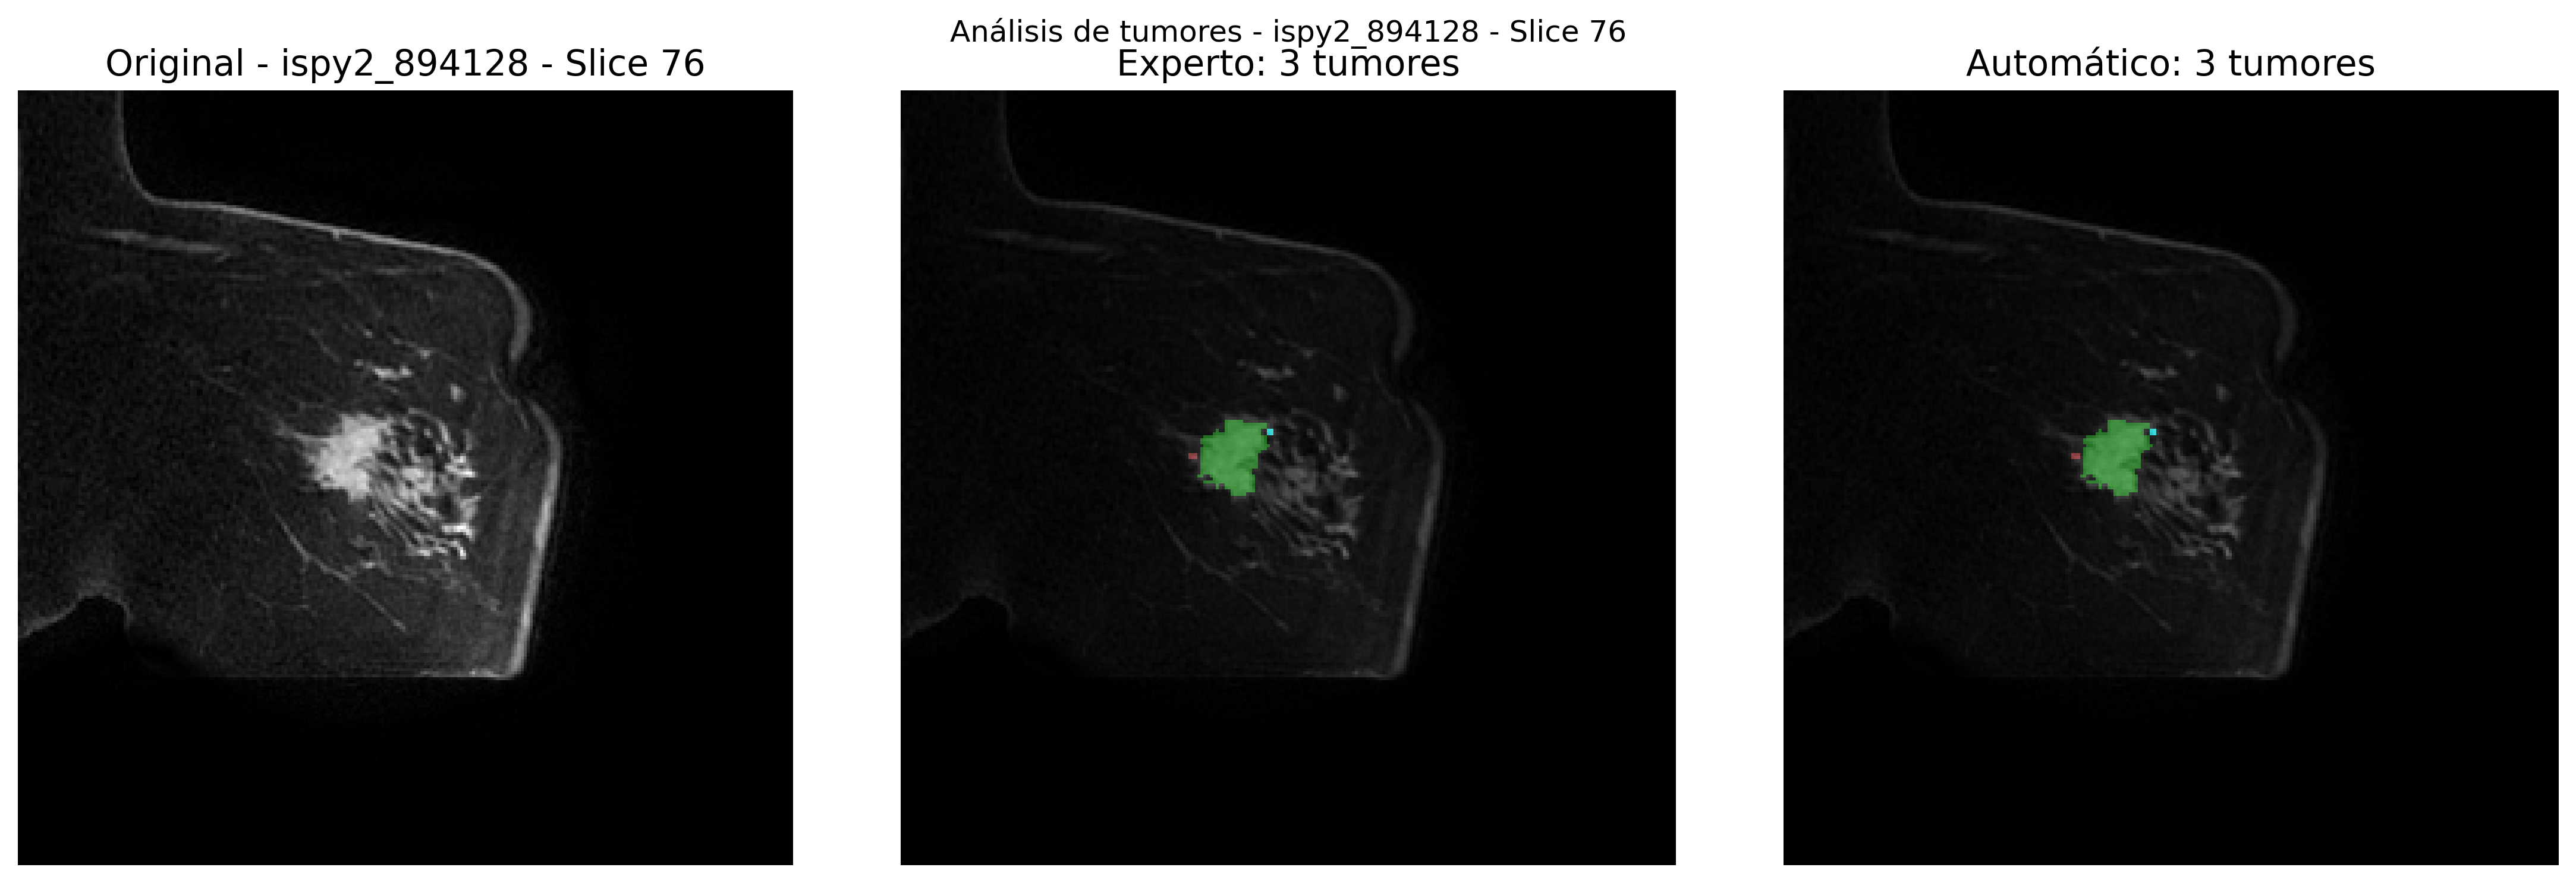 Análisis de tumores - ispy2_894128 - Slice 76
Original - ispy2_894128 - Slice 76
Experto: 3 tumores
Automático: 3 tumores